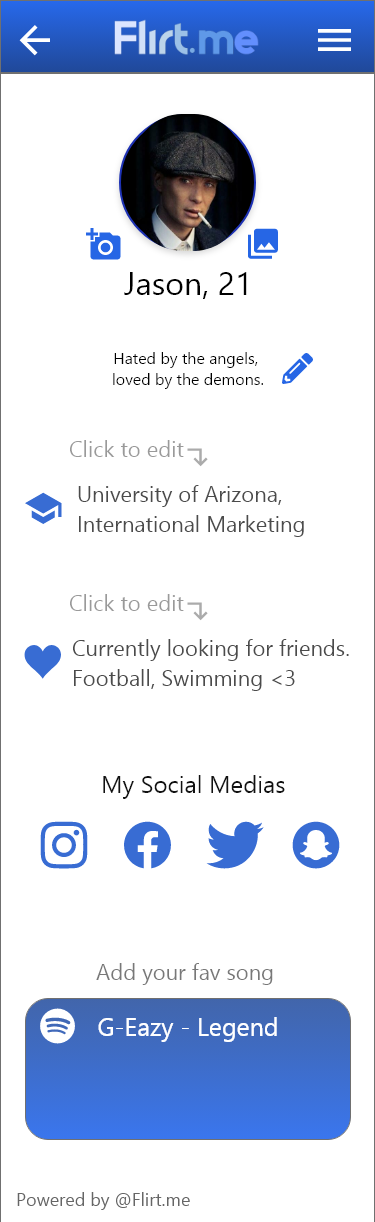 Flirt.me
Jason, 21
Hated by the angels,
loved by the demons.
Click to edit
University of Arizona,
International Marketing
Click to edit
Currently looking for friends.
Football, Swimming <3
My Social Medias
Add your fav song
G-Eazy - Legend
Powered by @Flirt.me